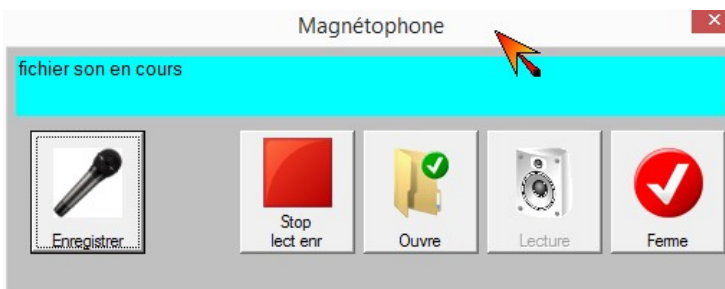 Magnétophone
fichier son en cours
Enregistrer
Stop
lect enr
Ouvre
Lecture
Ferme